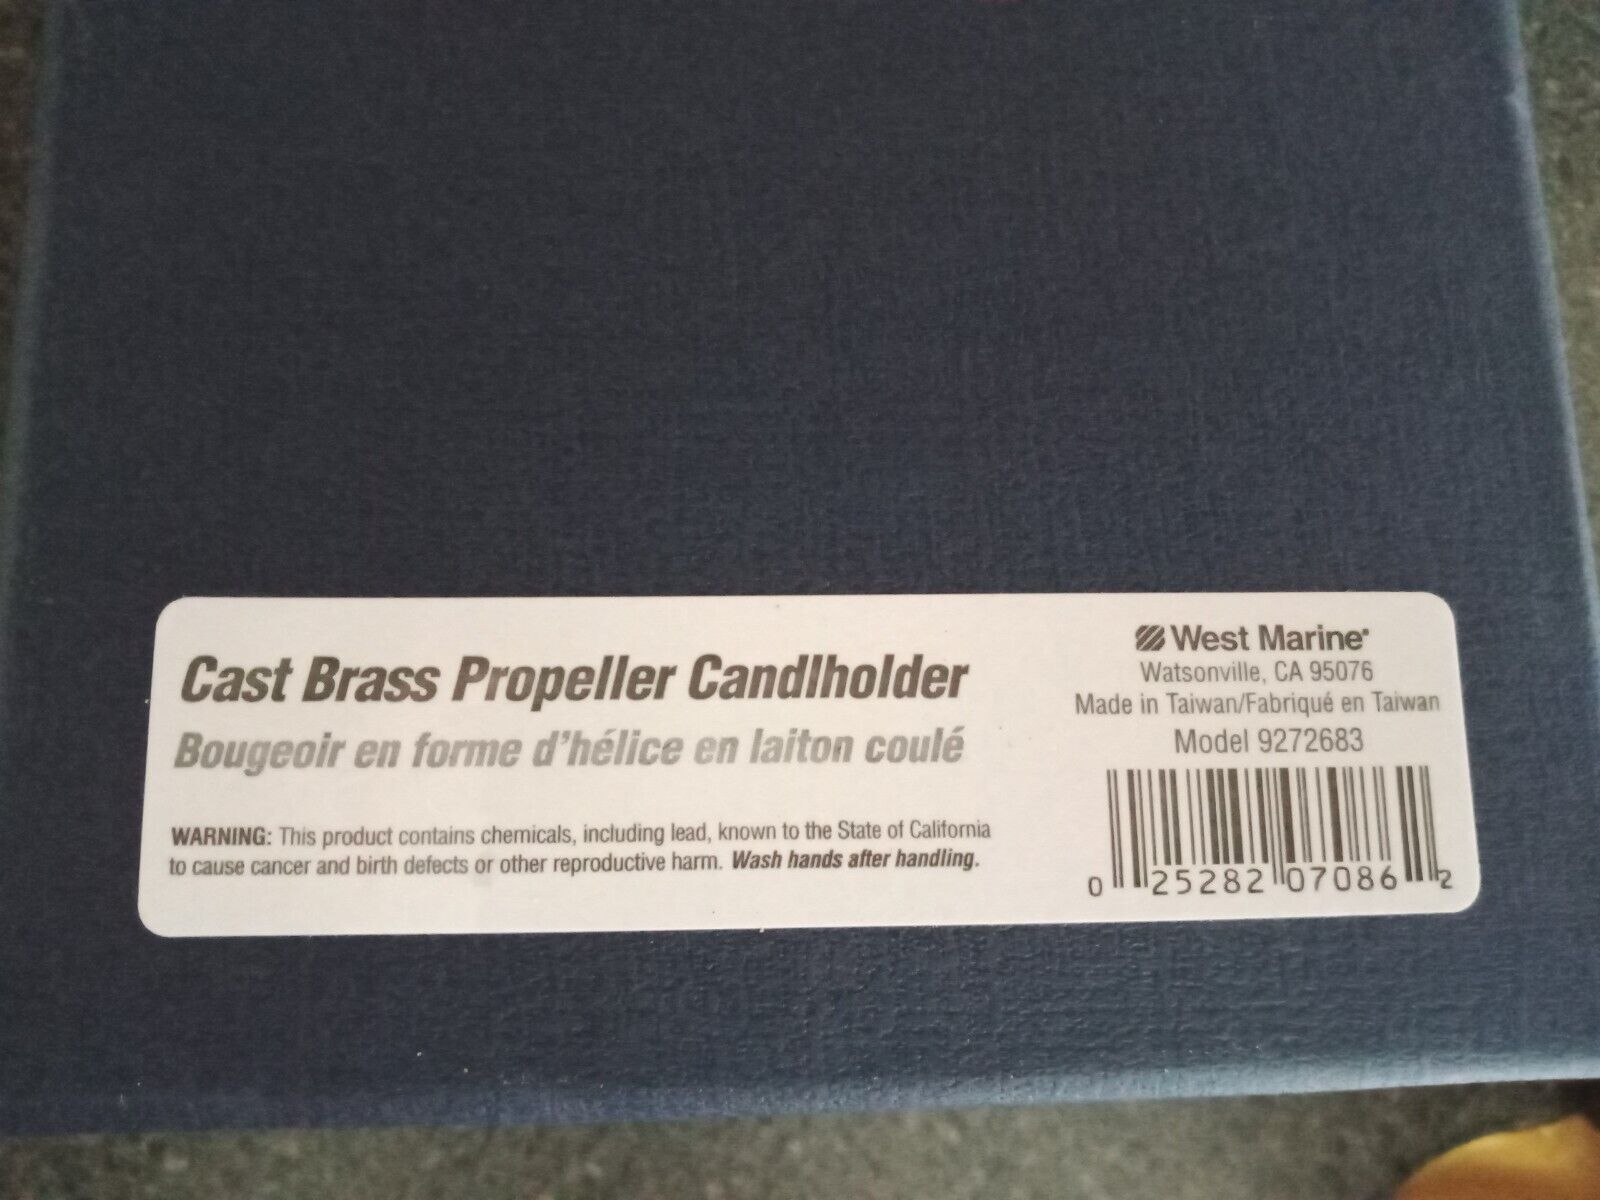 Cast Brass Propeller Candlholder
Bougeoir en forme d'hélice en laiton coulé
WARNING: This product contains chemicals, including lead, known to the State of California
to cause cancer and birth defects or other reproductive harm. Wash hands after handling.
West Marine®
Watsonville, CA 95076
Made in Taiwan/Fabriqué en Taiwan
Model 9272683
0 25282 07086 2